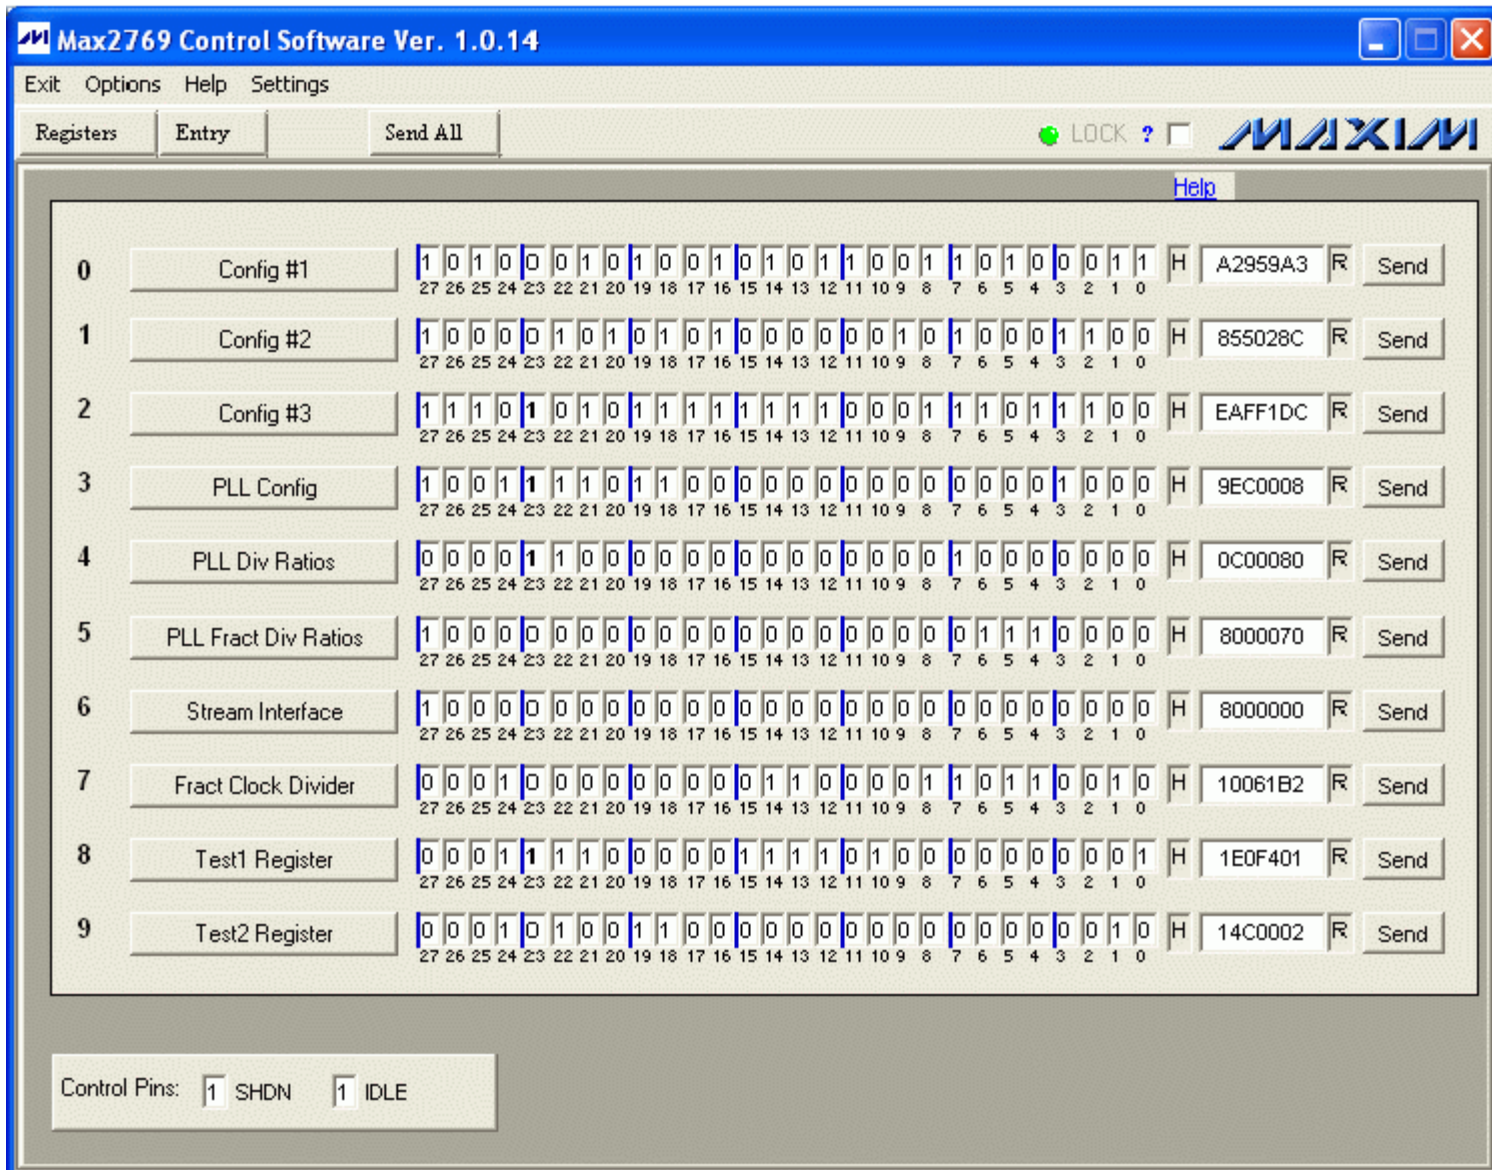 Max2769 Control Software Ver. 1.0.14
Exit Options Help Settings
Registers Entry Send All LOCK ? MAXIM
Help
0 Config #1 1 0 1 0 0 0 1 0 1 0 0 1 0 1 0 1 1 0 0 1 1 0 1 0 0 0 1 1 H A2959A3 R Send
27 26 25 24 23 22 21 20 19 18 17 16 15 14 13 12 11 10 9 8 7 6 5 4 3 2 1 0
1 Config #2 1 0 0 0 0 1 0 1 0 1 0 1 0 0 0 0 0 0 1 0 1 0 0 0 1 1 0 0 H 855028C R Send
27 26 25 24 23 22 21 20 19 18 17 16 15 14 13 12 11 10 9 8 7 6 5 4 3 2 1 0
2 Config #3 1 1 1 0 1 0 1 0 1 1 1 1 1 1 1 1 0 0 0 1 1 1 0 1 1 1 0 0 H EAFF1DC R Send
27 26 25 24 23 22 21 20 19 18 17 16 15 14 13 12 11 10 9 8 7 6 5 4 3 2 1 0
3 PLL Config 1 0 0 1 1 1 1 0 1 1 0 0 0 0 0 0 0 0 0 0 0 0 0 0 1 0 0 0 H 9EC0008 R Send
27 26 25 24 23 22 21 20 19 18 17 16 15 14 13 12 11 10 9 8 7 6 5 4 3 2 1 0
4 PLL Div Ratios 0 0 0 0 1 1 0 0 0 0 0 0 0 0 0 0 0 0 0 0 1 0 0 0 0 0 0 0 H 0C00080 R Send
27 26 25 24 23 22 21 20 19 18 17 16 15 14 13 12 11 10 9 8 7 6 5 4 3 2 1 0
5 PLL Fract Div Ratios 1 0 0 0 0 0 0 0 0 0 0 0 0 0 0 0 0 0 0 0 0 1 1 1 0 0 0 0 H 8000070 R Send
27 26 25 24 23 22 21 20 19 18 17 16 15 14 13 12 11 10 9 8 7 6 5 4 3 2 1 0
6 Stream Interface 1 0 0 0 0 0 0 0 0 0 0 0 0 0 0 0 0 0 0 0 0 0 0 0 0 0 0 0 H 8000000 R Send
27 26 25 24 23 22 21 20 19 18 17 16 15 14 13 12 11 10 9 8 7 6 5 4 3 2 1 0
7 Fract Clock Divider 0 0 0 1 0 0 0 0 0 0 0 0 0 1 1 0 0 0 0 1 1 0 1 1 0 0 1 0 H 10061B2 R Send
27 26 25 24 23 22 21 20 19 18 17 16 15 14 13 12 11 10 9 8 7 6 5 4 3 2 1 0
8 Test1 Register 0 0 0 1 1 1 1 0 0 0 0 0 1 1 1 1 0 1 0 0 0 0 0 0 0 0 0 1 H 1E0F401 R Send
27 26 25 24 23 22 21 20 19 18 17 16 15 14 13 12 11 10 9 8 7 6 5 4 3 2 1 0
9 Test2 Register 0 0 0 1 0 1 0 0 1 1 0 0 0 0 0 0 0 0 0 0 0 0 0 0 0 0 1 0 H 14C0002 R Send
27 26 25 24 23 22 21 20 19 18 17 16 15 14 13 12 11 10 9 8 7 6 5 4 3 2 1 0
Control Pins: 1 SHDN 1 IDLE